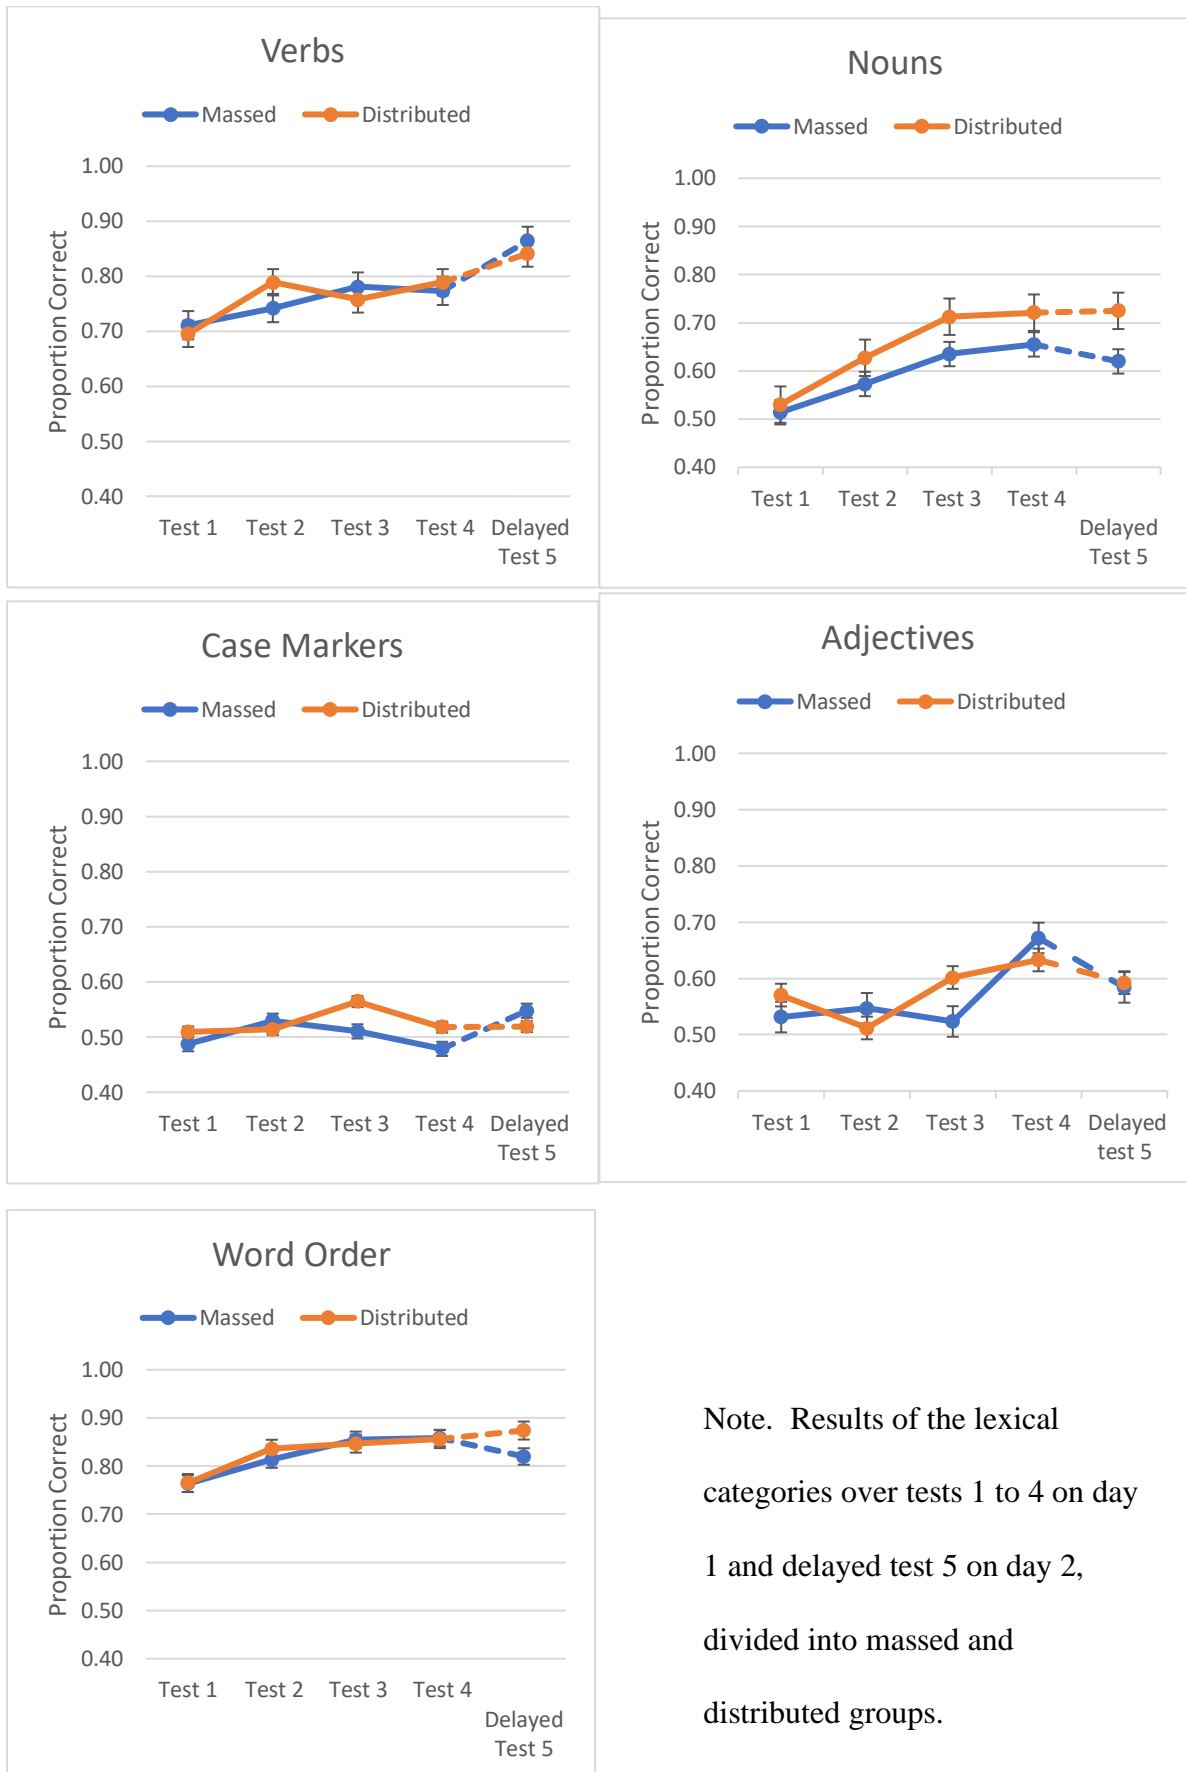 Verbs
Massed Distributed
1.00
0.90
0.80
0.70
0.60
0.50
0.40
Proportion Correct
Test 1 Test 2 Test 3 Test 4 Delayed
Test 5
Nouns
Massed Distributed
1.00
0.90
0.80
0.70
0.60
0.50
0.40
Proportion Correct
Test 1 Test 2 Test 3 Test 4
Delayed
Test 5
Case Markers
Massed Distributed
1.00
0.90
0.80
0.70
0.60
0.50
0.40
Proportion Correct
Test 1 Test 2 Test 3 Test 4 Delayed
Test 5
Adjectives
Massed Distributed
1.00
0.90
0.80
0.70
0.60
0.50
0.40
Proportion Correct
Test 1 Test 2 Test 3 Test 4 Delayed
test 5
Word Order
Massed Distributed
1.00
0.90
0.80
0.70
0.60
0.50
0.40
Proportion Correct
Test 1 Test 2 Test 3 Test 4
Delayed
Test 5
Note. Results of the lexical
categories over tests 1 to 4 on day
1 and delayed test 5 on day 2,
divided into massed and
distributed groups.